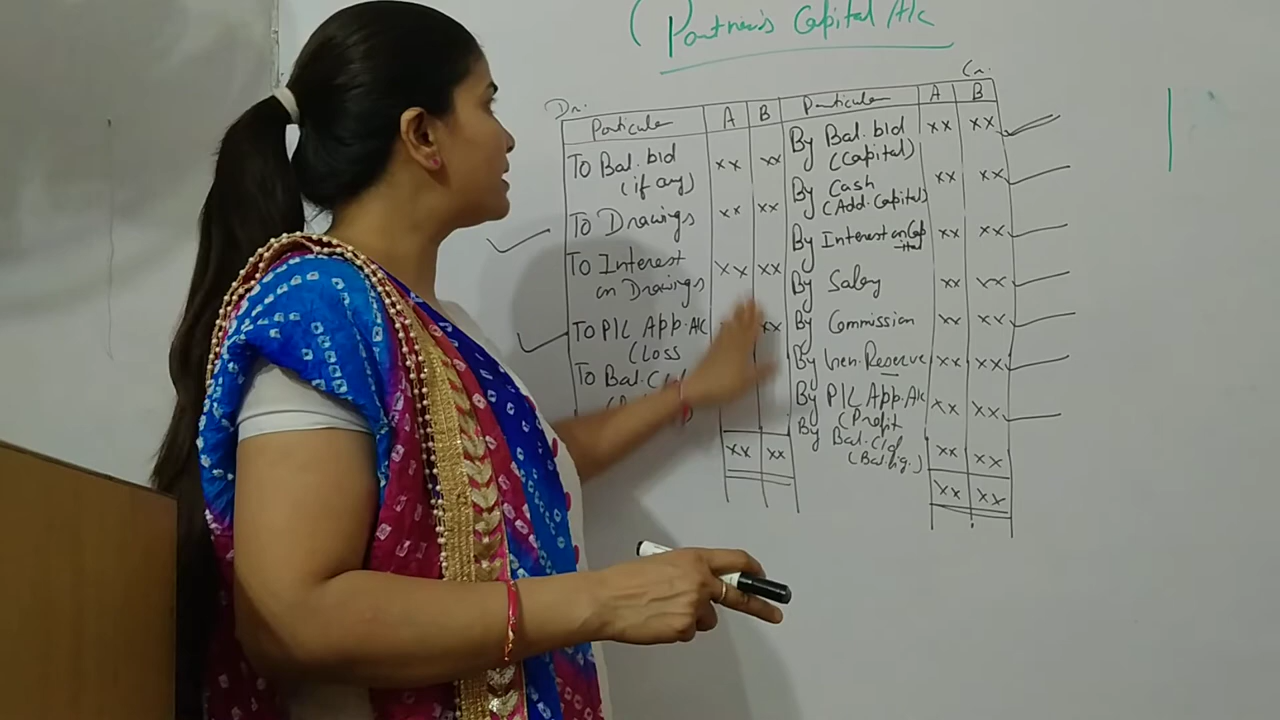 ( Partner's Capital A/c
Dr.
Cr.
Particular A B Particular A B
To Bal. b/d
(if any) xx xx
To Drawings xx xx
To Interest
on Drawings xx xx
To P/L App. A/c xx
(Loss
To Bal. C/d
xx xx
By Bal. b/d
(Capital) xx xx
By Cash
(Add. Capital) xx xx
By Interest on Cap
ital xx xx
By Salary xx xx
By Commission xx xx
By Gen. Reserve xx xx
By P/L App. A/c
(Profit xx xx
By Bal. C/d
(Bal. fig.) xx xx
xx xx